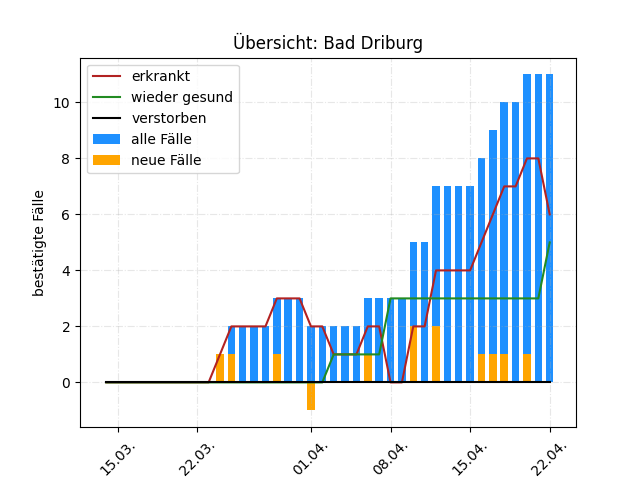 Übersicht: Bad Driburg
erkrankt
wieder gesund
verstorben
alle Fälle
neue Fälle
bestätigte Fälle
10
8
6
4
2
0
15.03.
22.03.
01.04.
08.04.
15.04.
22.04.